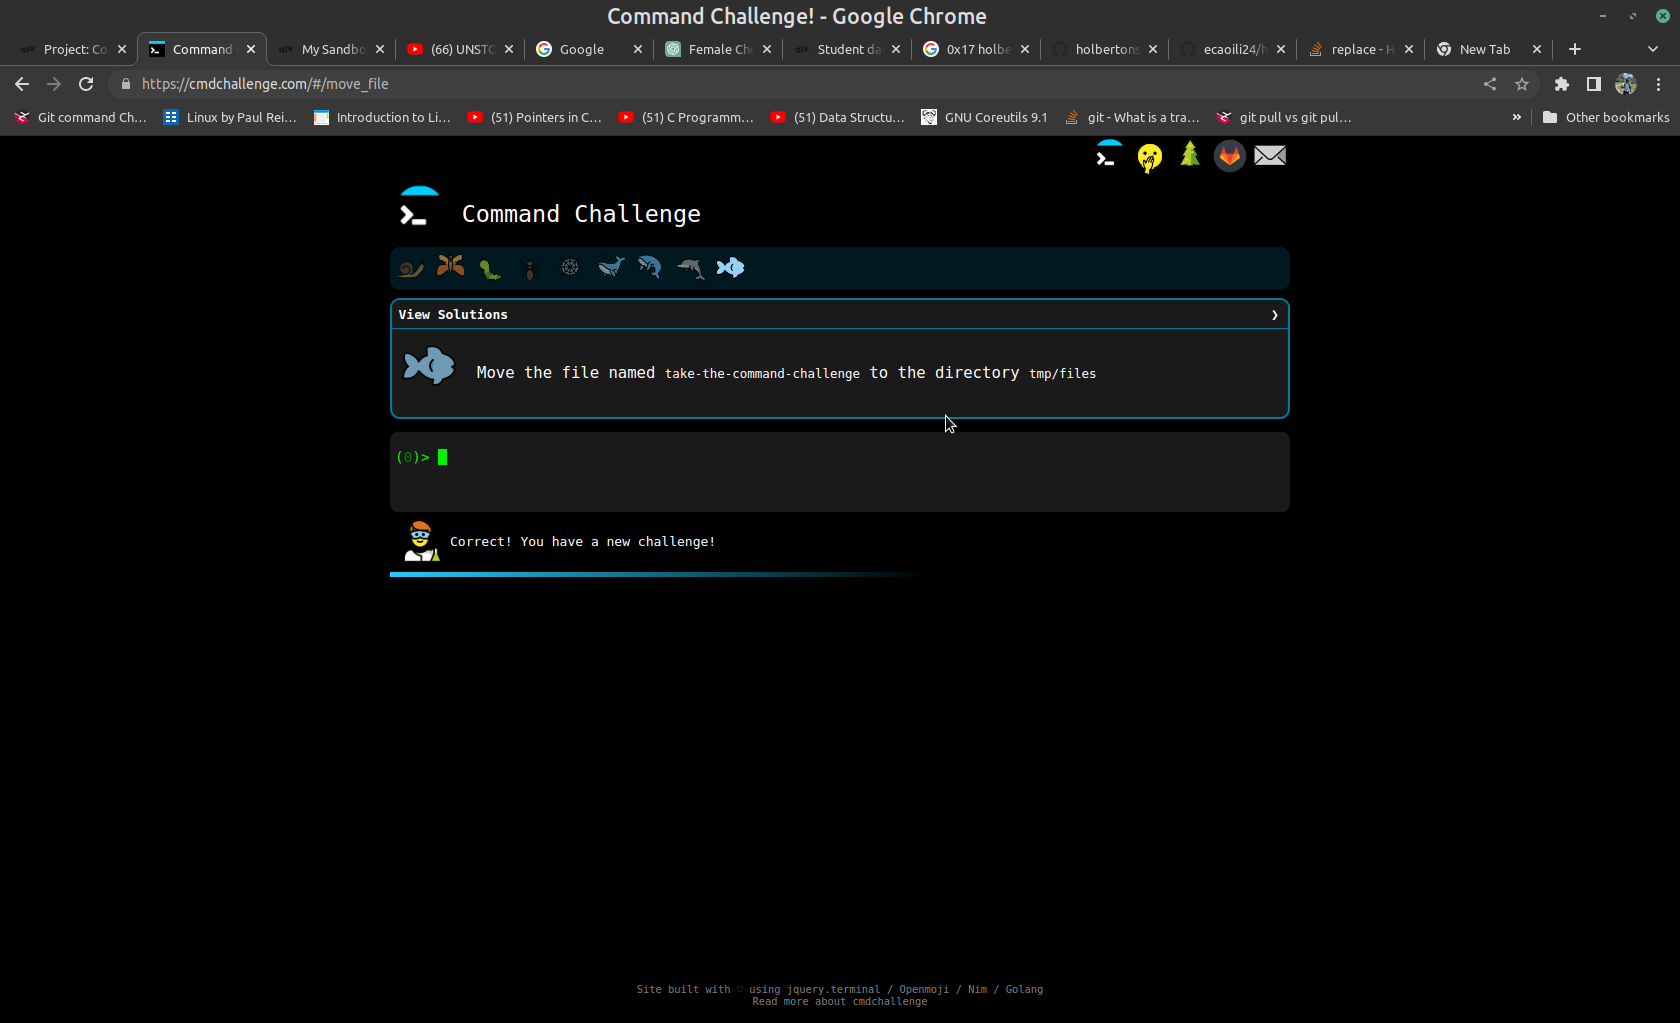 Command Challenge! - Google Chrome
Project: Co
Command
My Sandbo
(66) UNSTO
Google
Female Che
Student da
0x17 holbe
holbertons
ecaoili24/h
replace - H
New Tab
https://cmdchallenge.com/#/move_file
Git command Ch...
Linux by Paul Rei...
Introduction to Li...
(51) Pointers in C...
(51) C Programm...
(51) Data Structu...
GNU Coreutils 9.1
git - What is a tra...
git pull vs git pul...
»
Other bookmarks
Command Challenge
View Solutions
Move the file named take-the-command-challenge to the directory tmp/files
(0)>
Correct! You have a new challenge!
Site built with ♡ using jquery.terminal / Openmoji / Nim / Golang
Read more about cmdchallenge